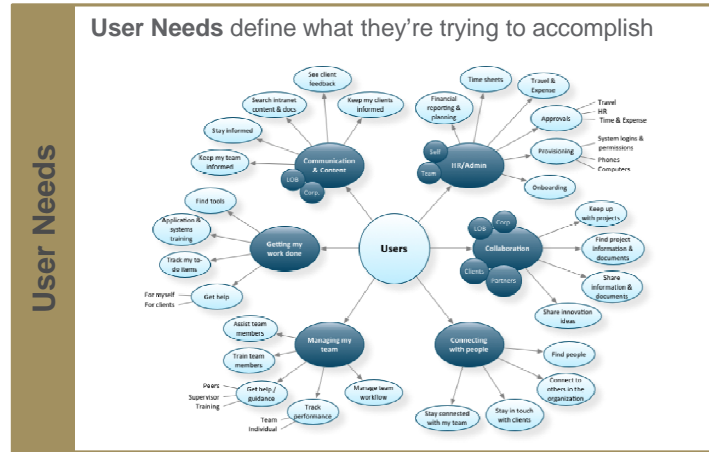 User Needs define what they're trying to accomplish
User Needs
See client
feedback
Search intranet
content & docs
Keep my clients
informed
Stay informed
Keep my team
informed
Communication
& Content
LOB
Corp.
Time sheets
Travel &
Expense
Financial
reporting &
planning
Approvals
Travel
HR
Time & Expense
Self
Team
HR/Admin
Provisioning
System logins &
permissions
Phones
Computers
Onboarding
Find tools
Application &
systems
training
Getting my
work done
Track my to-
do items
Get help
For myself
For clients
Users
LOB
Corp.
Collaboration
Clients
Partners
Keep up
with projects
Find project
information &
documents
Share
information &
documents
Share innovation
ideas
Assist team
members
Managing my
team
Train team
members
Peers
Supervisor
Training
Get help /
guidance
Manage team
workflow
Track
performance
Team
Individual
Connecting
with people
Find people
Connect to
others in the
organization
Stay in touch
with clients
Stay connected
with my team